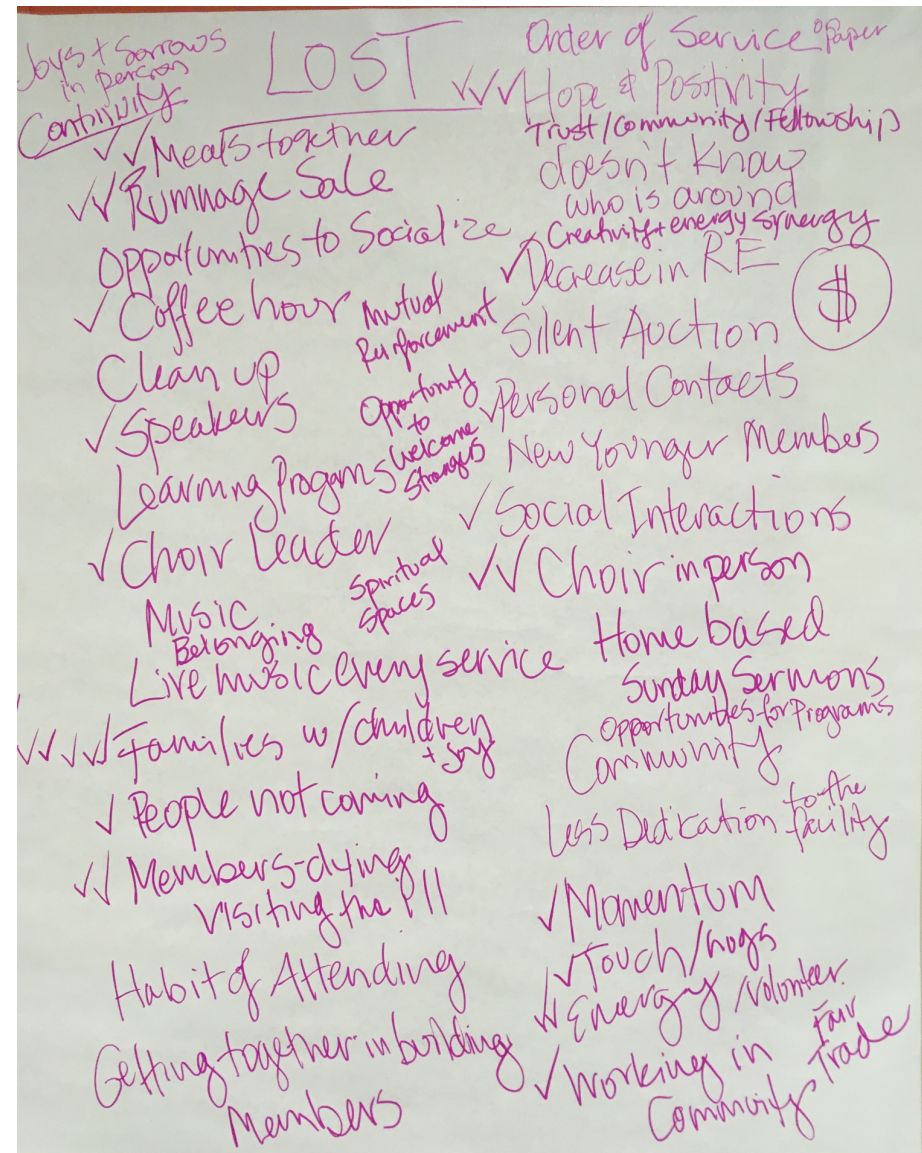 LOST
Joys + Sorrows
in person
Continuity
✓✓ Meals together
✓✓ Rummage Sale
Opportunities to Socialize
✓ Coffee hour
Clean up
✓ Speakers
Learning Progams
✓ Choir Leader
Music
Belonging
Live music every service
✓✓✓✓ Families w/children
+ joy
✓ People not coming
✓✓ Members-dying
Visiting the ill
Habit of Attending
Getting together in building
Members
Mutual
Reinforcement
Opportunity
to
Welcome
Strangers
Spiritual
Spaces
Order of Service Paper
✓✓✓ Hope & Positivity
Trust/Community/Fellowship
doesn't know
who is around
Creativity + energy synergy
✓ Decrease in RE
$
Silent Auction
✓ Personal Contacts
New Younger Members
✓ Social Interactions
✓✓ Choir in person
Home based
Sunday Sermons
Opportunities for Programs
Community
Less Dedication to the
facility
✓ Momentum
✓ Touch/hugs
✓✓ Energy /Volunteer
✓ Working in
Community
Fair
Trade